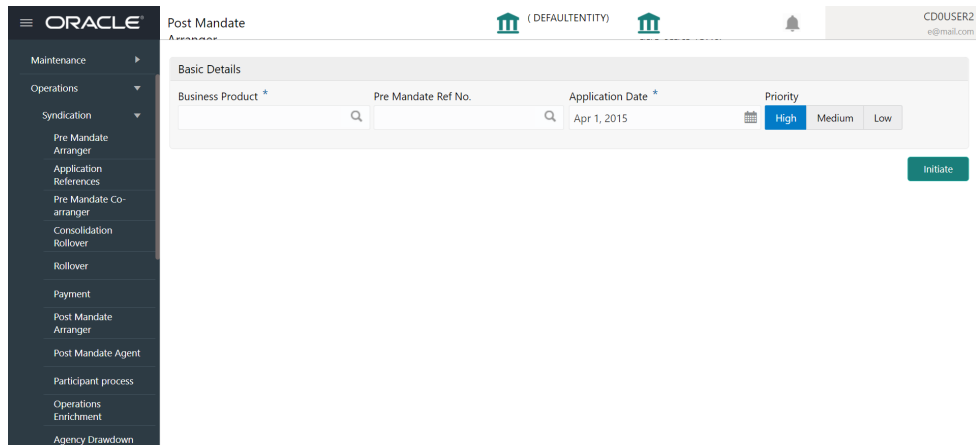 ORACLE
Post Mandate
Arranger
( DEFAULTENTITY)
CD0USER2
e@mail.com
Maintenance
Operations
Syndication
Pre Mandate
Arranger
Application
References
Pre Mandate Co-
arranger
Consolidation
Rollover
Rollover
Payment
Post Mandate
Arranger
Post Mandate Agent
Participant process
Operations
Enrichment
Agency Drawdown
Basic Details
Business Product *
Pre Mandate Ref No.
Application Date *
Priority
Apr 1, 2015
High Medium Low
Initiate